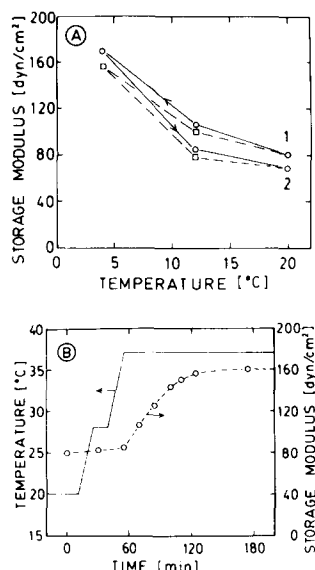 A
STORAGE MODULUS [dyn/cm²]
200
160
120
80
40
0
1
2
0 5 10 15 20
TEMPERATURE [°C]
B
TEMPERATURE [°C]
40
35
30
25
20
15
STORAGE MODULUS [dyn/cm²]
200
160
120
80
40
0
0 60 120 180
TIME [min]